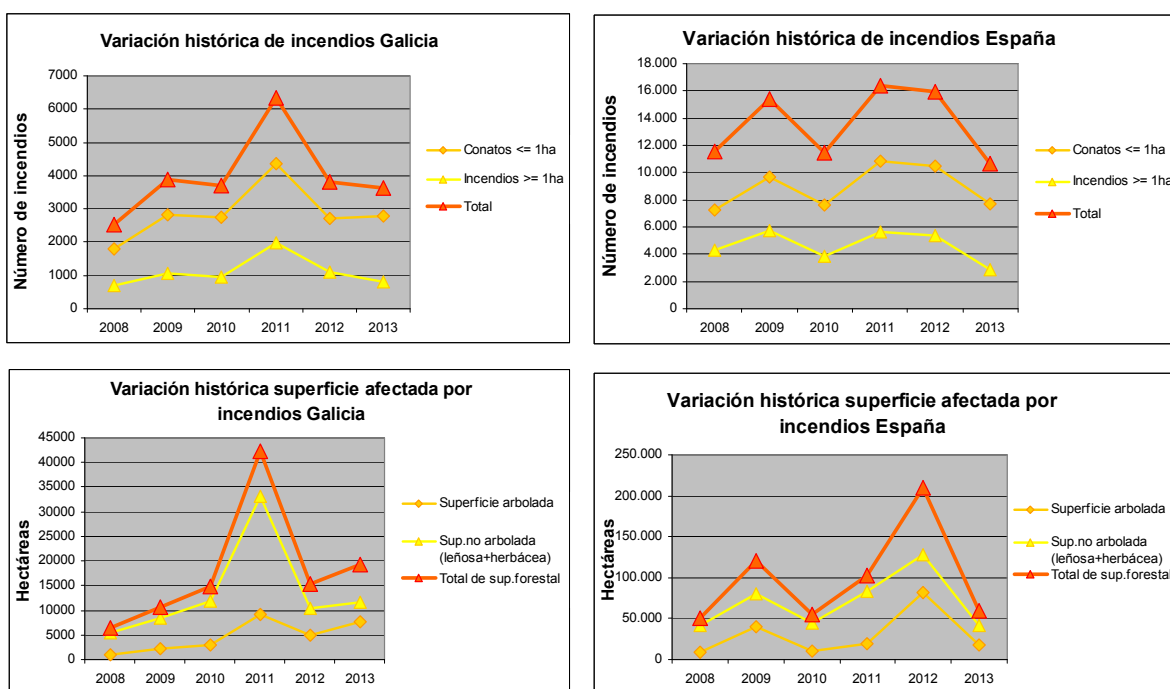 Variación histórica de incendios Galicia
Número de incendios
7000
6000
5000
4000
3000
2000
1000
0
2008 2009 2010 2011 2012 2013
Conatos <= 1ha
Incendios >= 1ha
Total
Variación histórica de incendios España
Número de incendios
18.000
16.000
14.000
12.000
10.000
8.000
6.000
4.000
2.000
0
2008 2009 2010 2011 2012 2013
Conatos <= 1ha
Incendios >= 1ha
Total
Variación histórica superficie afectada por
incendios Galicia
Hectáreas
45000
40000
35000
30000
25000
20000
15000
10000
5000
0
2008 2009 2010 2011 2012 2013
Superficie arbolada
Sup.no arbolada
(leñosa+herbácea)
Total de sup.forestal
Variación histórica superficie afectada por
incendios España
Hectáreas
250.000
200.000
150.000
100.000
50.000
0
2008 2009 2010 2011 2012 2013
Superficie arbolada
Sup.no arbolada
(leñosa+herbácea)
Total de sup.forestal